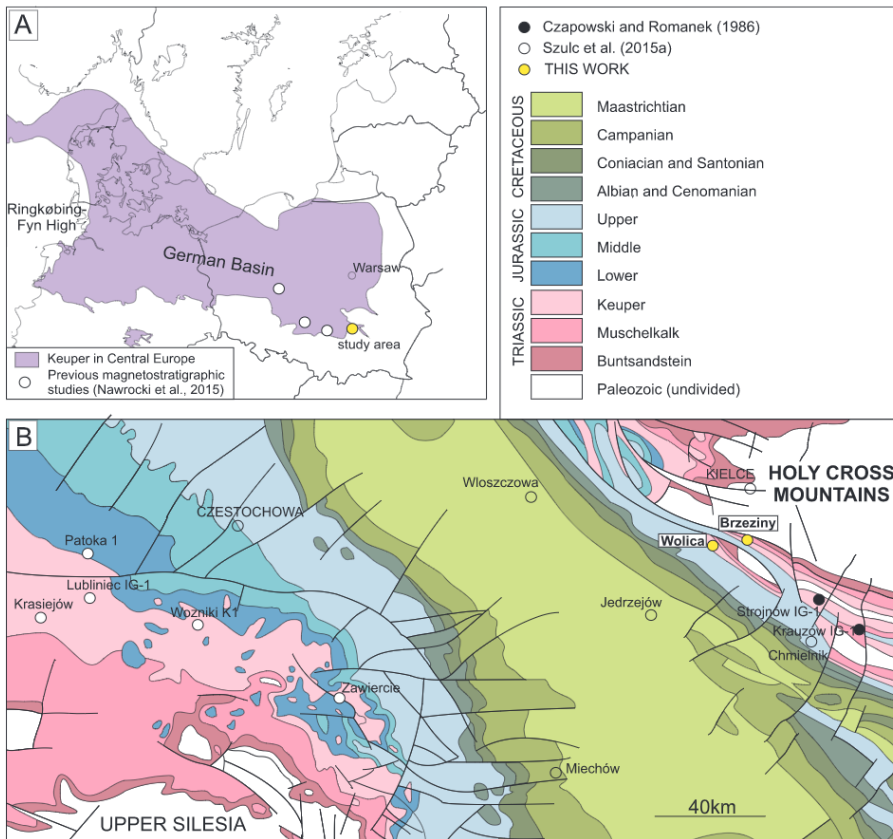 A
Ringkøbing-
Fyn High
German Basin
Warsaw
study area
Keuper in Central Europe
Previous magnetostratigraphic
studies (Nawrocki et al., 2015)
Czapowski and Romanek (1986)
Szulc et al. (2015a)
THIS WORK
CRETACEOUS
Maastrichtian
Campanian
Coniacian and Santonian
Albian and Cenomanian
JURASSIC
Upper
Middle
Lower
TRIASSIC
Keuper
Muschelkalk
Buntsandstein
Paleozoic (undivided)
B
KIELCE
HOLY CROSS
MOUNTAINS
Wloszczowa
CZESTOCHOWA
Brzeziny
Wolica
Patoka 1
Lubliniec IG-1
Krasiejów
Wozniki K1
Jedrzejów
Strojnow IG-1
Krauzów IG-1
Chmielnik
Zawiercie
Miechów
40km
UPPER SILESIA